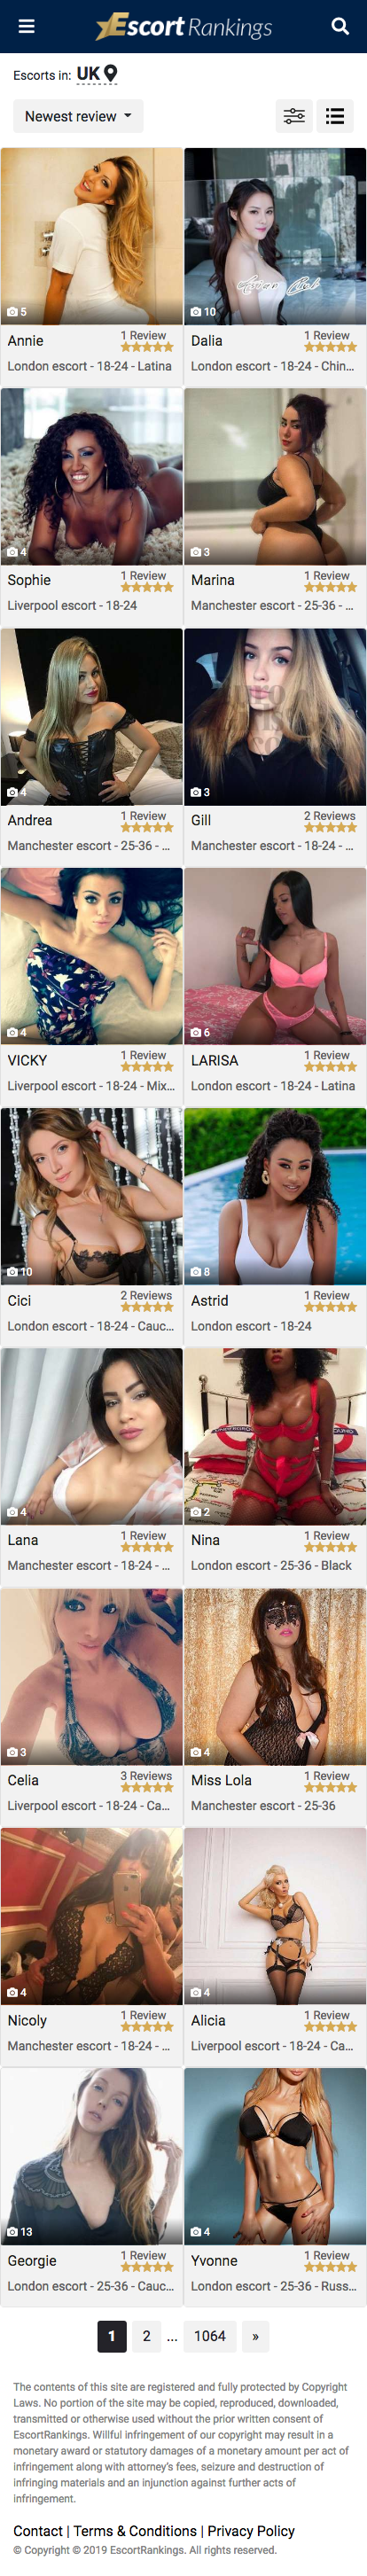 Escort Rankings
Escorts in: UK
Newest review
5
10
Annie
1 Review
London escort - 18-24 - Latina
Dalia
1 Review
London escort - 18-24 - Chin...
4
3
Sophie
1 Review
Liverpool escort - 18-24
Marina
1 Review
Manchester escort - 25-36 - ...
4
3
Andrea
1 Review
Manchester escort - 25-36 - ...
Gill
2 Reviews
Manchester escort - 18-24 - ...
4
6
VICKY
1 Review
Liverpool escort - 18-24 - Mix...
LARISA
1 Review
London escort - 18-24 - Latina
10
8
Cici
2 Reviews
London escort - 18-24 - Cauc...
Astrid
1 Review
London escort - 18-24
4
2
Lana
1 Review
Manchester escort - 18-24 - ...
Nina
1 Review
London escort - 25-36 - Black
3
4
Celia
3 Reviews
Liverpool escort - 18-24 - Ca...
Miss Lola
1 Review
Manchester escort - 25-36
4
4
Nicoly
1 Review
Manchester escort - 18-24 - ...
Alicia
1 Review
Liverpool escort - 18-24 - Ca...
13
4
Georgie
1 Review
London escort - 25-36 - Cauc...
Yvonne
1 Review
London escort - 25-36 - Russ...
1 2 ... 1064 »
The contents of this site are registered and fully protected by Copyright
Laws. No portion of the site may be copied, reproduced, downloaded,
transmitted or otherwise used without the prior written consent of
EscortRankings. Willful infringement of our copyright may result in a
monetary award or statutory damages of a monetary amount per act of
infringement along with attorney's fees, seizure and destruction of
infringing materials and an injunction against further acts of
infringement.
Contact | Terms & Conditions | Privacy Policy
© Copyright © 2019 EscortRankings. All rights reserved.